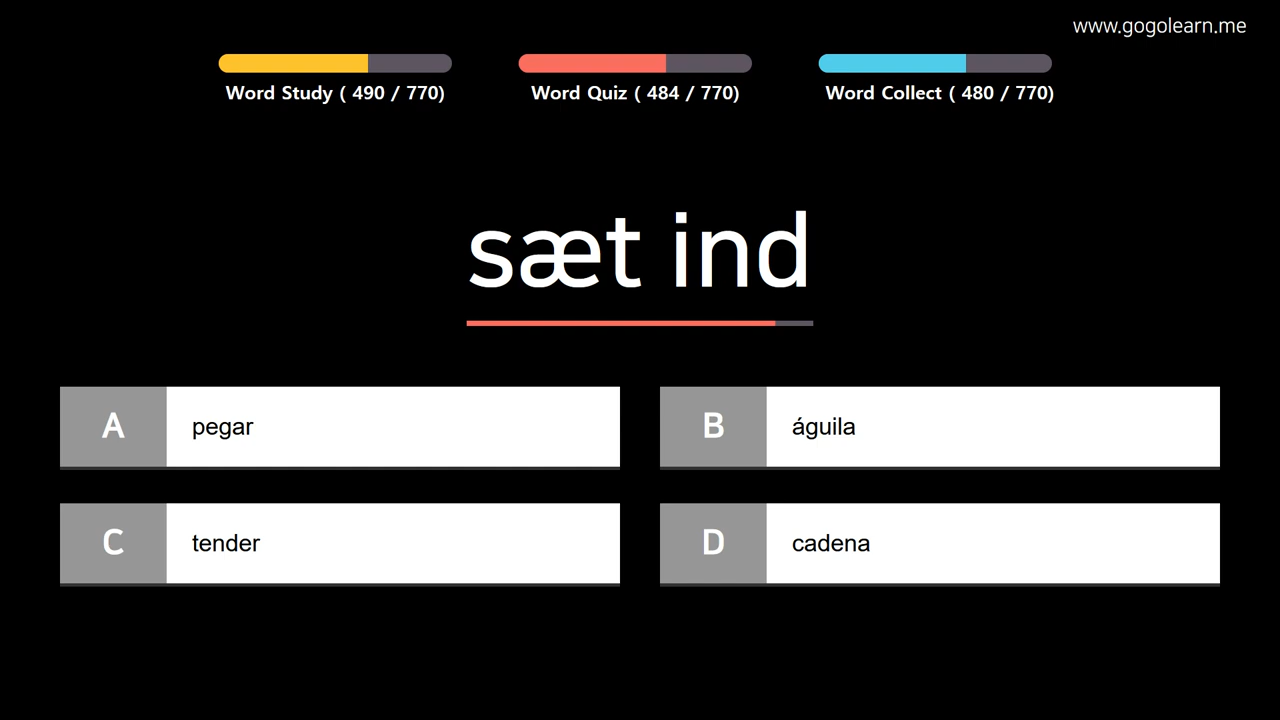 www.gogolearn.me
Word Study ( 490 / 770)
Word Quiz ( 484 / 770)
Word Collect ( 480 / 770)
sæt ind
A
pegar
B
águila
C
tender
D
cadena